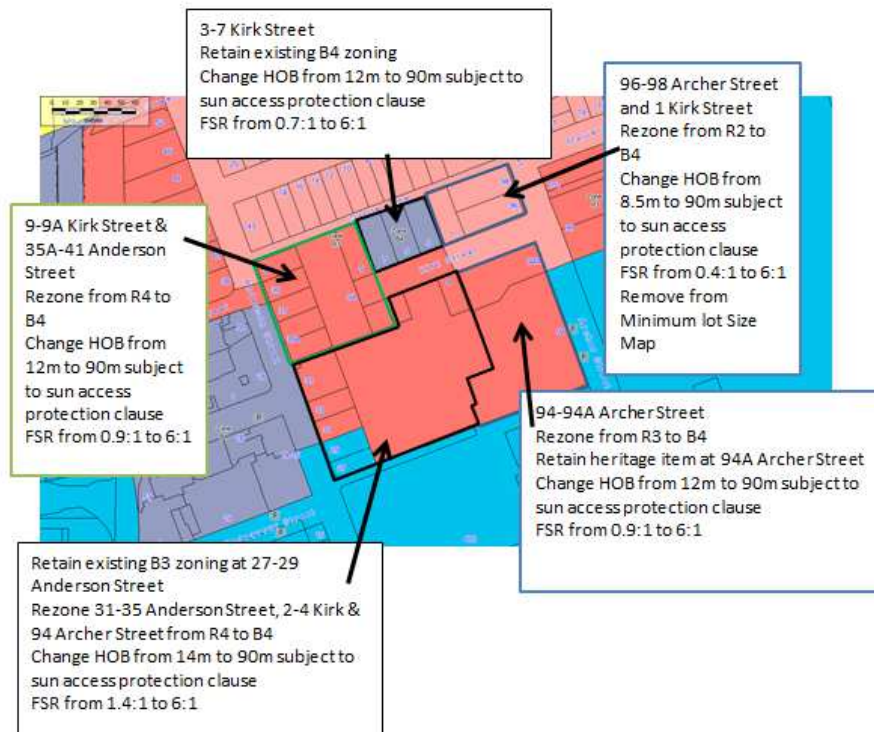 3-7 Kirk Street
Retain existing B4 zoning
Change HOB from 12m to 90m subject to
sun access protection clause
FSR from 0.7:1 to 6:1
96-98 Archer Street
and 1 Kirk Street
Rezone from R2 to
B4
Change HOB from
8.5m to 90m subject
to sun access
protection clause
FSR from 0.4:1 to 6:1
Remove from
Minimum lot Size
Map
9-9A Kirk Street &
35A-41 Anderson
Street
Rezone from R4 to
B4
Change HOB from
12m to 90m subject
to sun access
protection clause
FSR from 0.9:1 to 6:1
94-94A Archer Street
Rezone from R3 to B4
Retain heritage item at 94A Archer Street
Change HOB from 12m to 90m subject to
sun access protection clause
FSR from 0.9:1 to 6:1
Retain existing B3 zoning at 27-29
Anderson Street
Rezone 31-35 Anderson Street, 2-4 Kirk &
94 Archer Street from R4 to B4
Change HOB from 14m to 90m subject to
sun access protection clause
FSR from 1.4:1 to 6:1